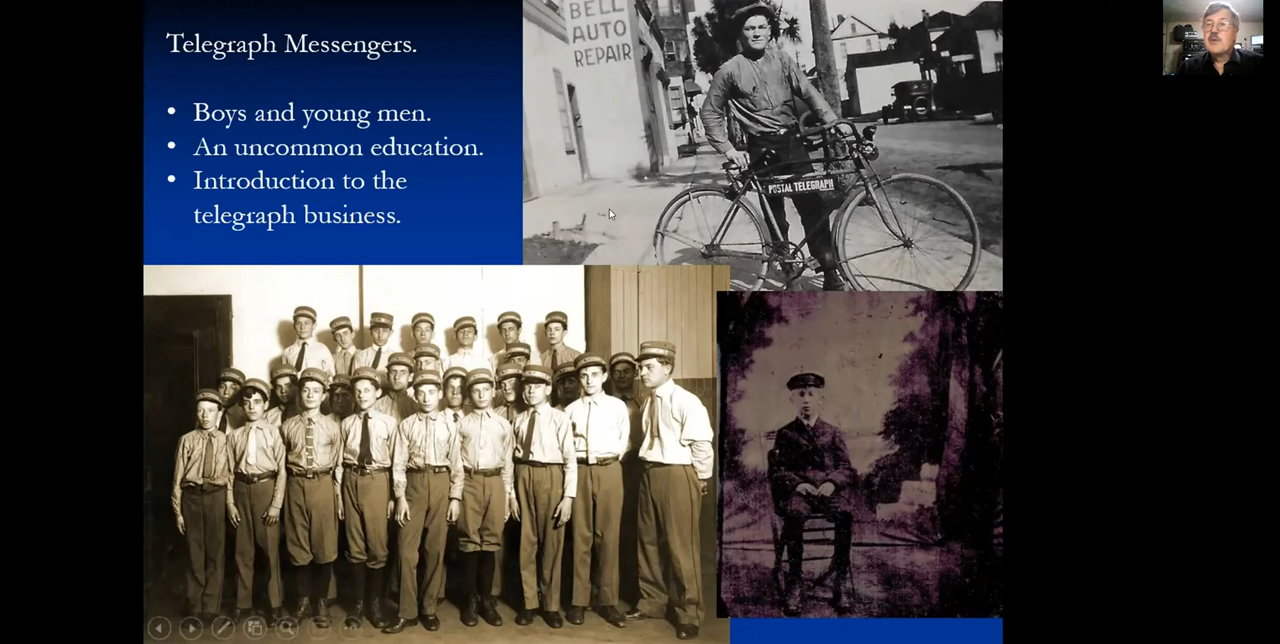 Telegraph Messengers.
• Boys and young men.
• An uncommon education.
• Introduction to the
telegraph business.
BELL
AUTO
REPAIR
POSTAL TELEGRAPH